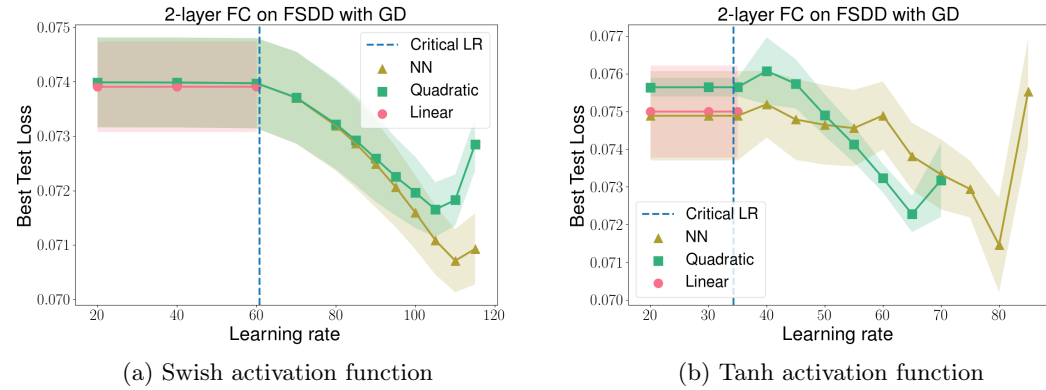 2-layer FC on FSDD with GD
0.075
0.074
0.073
0.072
0.071
0.070
Best Test Loss
Critical LR
NN
Quadratic
Linear
20
40
60
80
100
120
Learning rate
(a) Swish activation function
2-layer FC on FSDD with GD
0.077
0.076
0.075
0.074
0.073
0.072
0.071
0.070
Best Test Loss
Critical LR
NN
Quadratic
Linear
20
30
40
50
60
70
80
Learning rate
(b) Tanh activation function